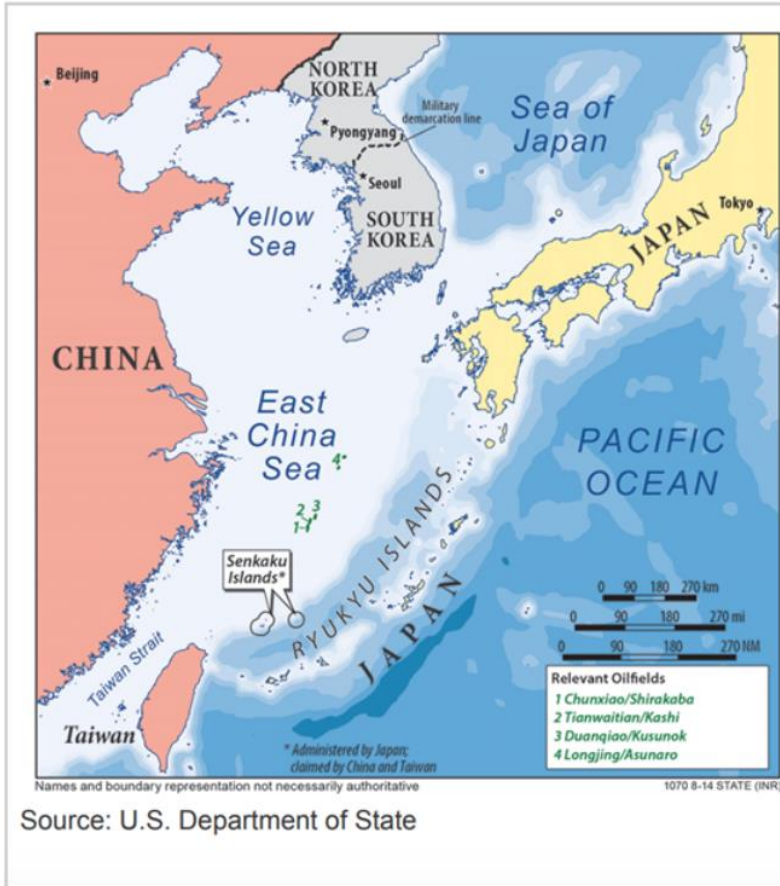 Beijing
NORTH
KOREA
Military
demarcation line
Pyongyang
Seoul
SOUTH
KOREA
Sea of
Japan
Tokyo
JAPAN
Yellow
Sea
CHINA
East
China
Sea
4
2
3
1
PACIFIC
OCEAN
Senkaku
Islands*
RYUKYU ISLANDS
JAPAN
Taiwan Strait
Taiwan
0 90 180 270 km
0 90 180 270 mi
0 90 180 270 NM
Relevant Oilfields
1 Chunxiao/Shirakaba
2 Tianwaitian/Kashi
3 Duanqiao/Kusunok
4 Longjing/Asunaro
* Administered by Japan;
claimed by China and Taiwan
Names and boundary representation not necessarily authoritative
1070 8-14 STATE (INR)
Source: U.S. Department of State